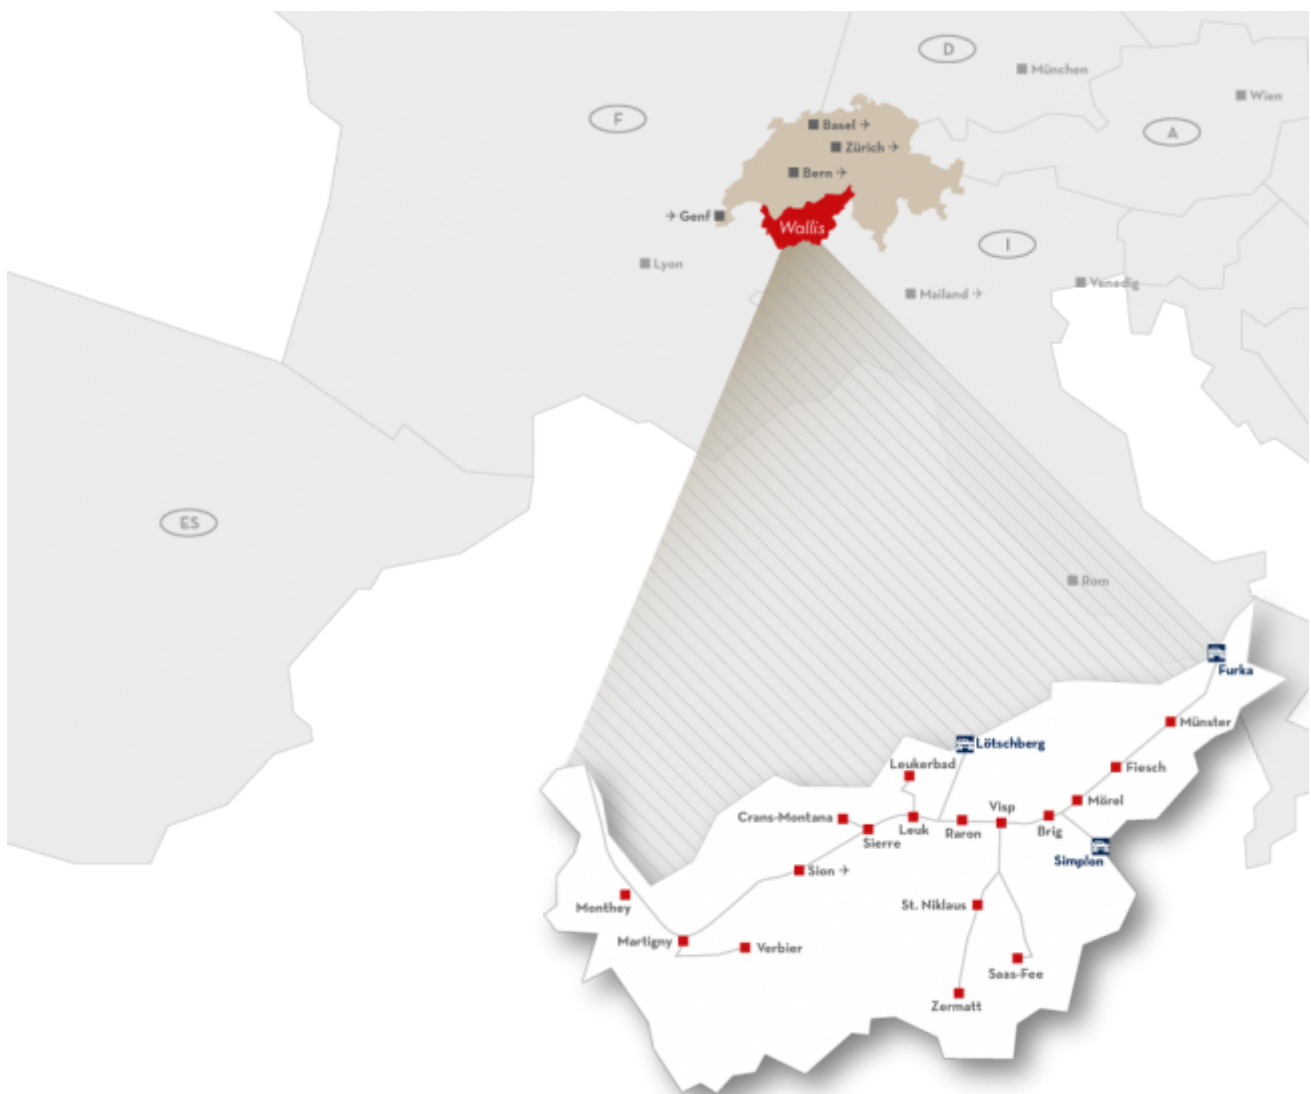 D
München
Wien
F
Basel ✈
A
Zürich ✈
Bern ✈
✈ Genf
Wallis
I
Lyon
Venedig
Mailand ✈
ES
Rom
Furka
Münster
Lötschberg
Leukerbad
Fiesch
Mörel
Visp
Crans-Montana
Leuk
Raron
Brig
Sierre
Simplon
Sion ✈
Monthey
St. Niklaus
Martigny
Verbier
Saas-Fee
Zermatt